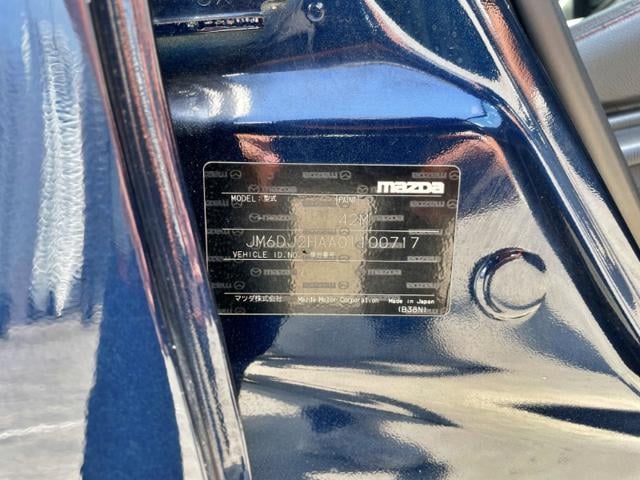 mazda
MODEL:型式
PAINT
42M
JM6DJ2HAA01100717
VEHICLE ID.NO. 車台番号
マツダ株式会社 Mazda Motor Corporation Made in Japan
(B38N)